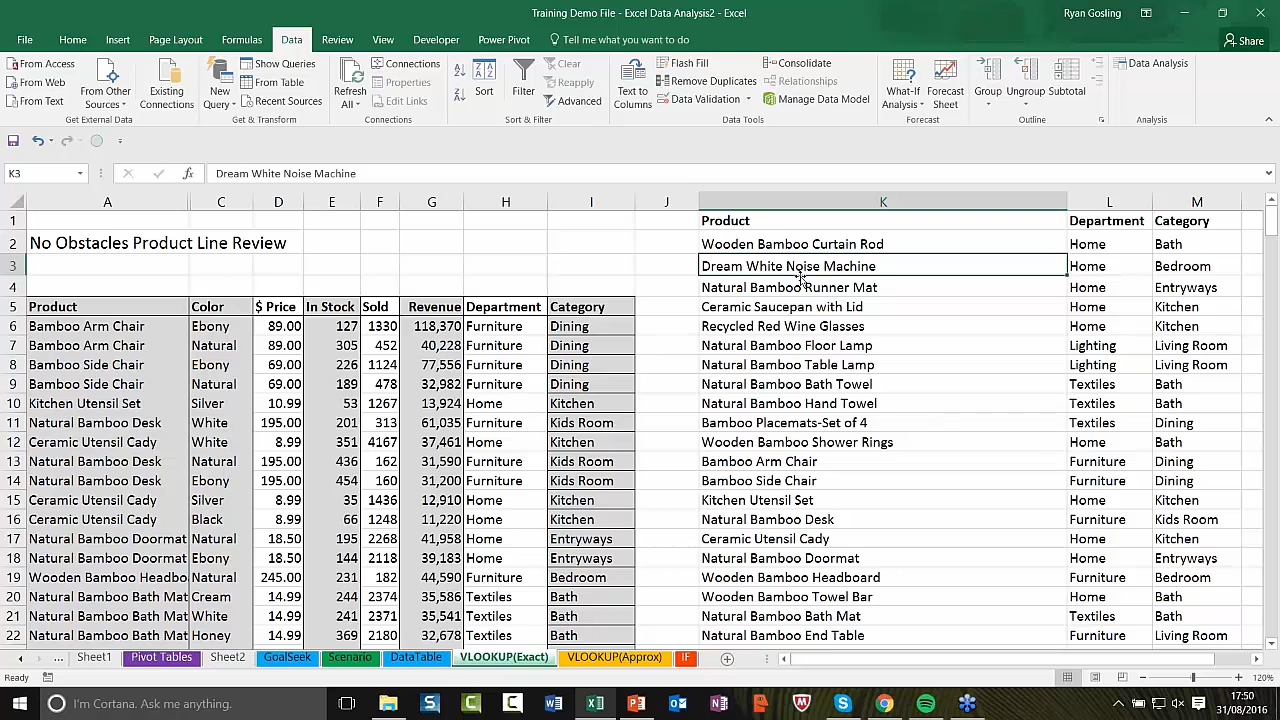 Training Demo File - Excel Data Analysis2 - Excel
Ryan Gosling
File Home Insert Page Layout Formulas Data Review View Developer Power Pivot Tell me what you want to do Share
From Access
From Web
From Text
From Other Sources
Existing Connections
Get External Data
New Query
Show Queries
From Table
Recent Sources
Get & Transform
Refresh All
Connections
Properties
Edit Links
Connections
Sort
Filter
Clear
Reapply
Advanced
Sort & Filter
Text to Columns
Flash Fill
Remove Duplicates
Data Validation
Consolidate
Relationships
Manage Data Model
Data Tools
What-If Analysis
Forecast Sheet
Forecast
Group
Ungroup
Subtotal
Outline
Data Analysis
Analysis
K3 fx Dream White Noise Machine
A C D E F G H I J K L M
1 Product Department Category
2 No Obstacles Product Line Review Wooden Bamboo Curtain Rod Home Bath
3 Dream White Noise Machine Home Bedroom
4 Natural Bamboo Runner Mat Home Entryways
5 Product Color $ Price In Stock Sold Revenue Department Category Ceramic Saucepan with Lid Home Kitchen
6 Bamboo Arm Chair Ebony 89.00 127 1330 118,370 Furniture Dining Recycled Red Wine Glasses Home Kitchen
7 Bamboo Arm Chair Natural 89.00 305 452 40,228 Furniture Dining Natural Bamboo Floor Lamp Lighting Living Room
8 Bamboo Side Chair Ebony 69.00 226 1124 77,556 Furniture Dining Natural Bamboo Table Lamp Lighting Living Room
9 Bamboo Side Chair Natural 69.00 189 478 32,982 Furniture Dining Natural Bamboo Bath Towel Textiles Bath
10 Kitchen Utensil Set Silver 10.99 53 1267 13,924 Home Kitchen Natural Bamboo Hand Towel Textiles Bath
11 Natural Bamboo Desk White 195.00 201 313 61,035 Furniture Kids Room Bamboo Placemats-Set of 4 Textiles Dining
12 Ceramic Utensil Cady White 8.99 351 4167 37,461 Home Kitchen Wooden Bamboo Shower Rings Home Bath
13 Natural Bamboo Desk Natural 195.00 436 162 31,590 Furniture Kids Room Bamboo Arm Chair Furniture Dining
14 Natural Bamboo Desk Ebony 195.00 454 160 31,200 Furniture Kids Room Bamboo Side Chair Furniture Dining
15 Ceramic Utensil Cady Silver 8.99 35 1436 12,910 Home Kitchen Kitchen Utensil Set Home Kitchen
16 Ceramic Utensil Cady Black 8.99 66 1248 11,220 Home Kitchen Natural Bamboo Desk Furniture Kids Room
17 Natural Bamboo Doormat Natural 18.50 195 2268 41,958 Home Entryways Ceramic Utensil Cady Home Kitchen
18 Natural Bamboo Doormat Ebony 18.50 144 2118 39,183 Home Entryways Natural Bamboo Doormat Home Entryways
19 Wooden Bamboo Headbo Natural 245.00 231 182 44,590 Furniture Bedroom Wooden Bamboo Headboard Furniture Bedroom
20 Natural Bamboo Bath Mat Cream 14.99 244 2374 35,586 Textiles Bath Wooden Bamboo Towel Bar Home Bath
21 Natural Bamboo Bath Mat White 14.99 241 2371 35,541 Textiles Bath Natural Bamboo Bath Mat Textiles Bath
22 Natural Bamboo Bath Mat Honey 14.99 369 2180 32,678 Textiles Bath Natural Bamboo End Table Furniture Living Room
... Sheet1 Pivot Tables Sheet2 GoalSeek Scenario DataTable VLOOKUP(Exact) VLOOKUP(Approx) IF
Ready 120%
I'm Cortana. Ask me anything.
17:50
31/08/2016